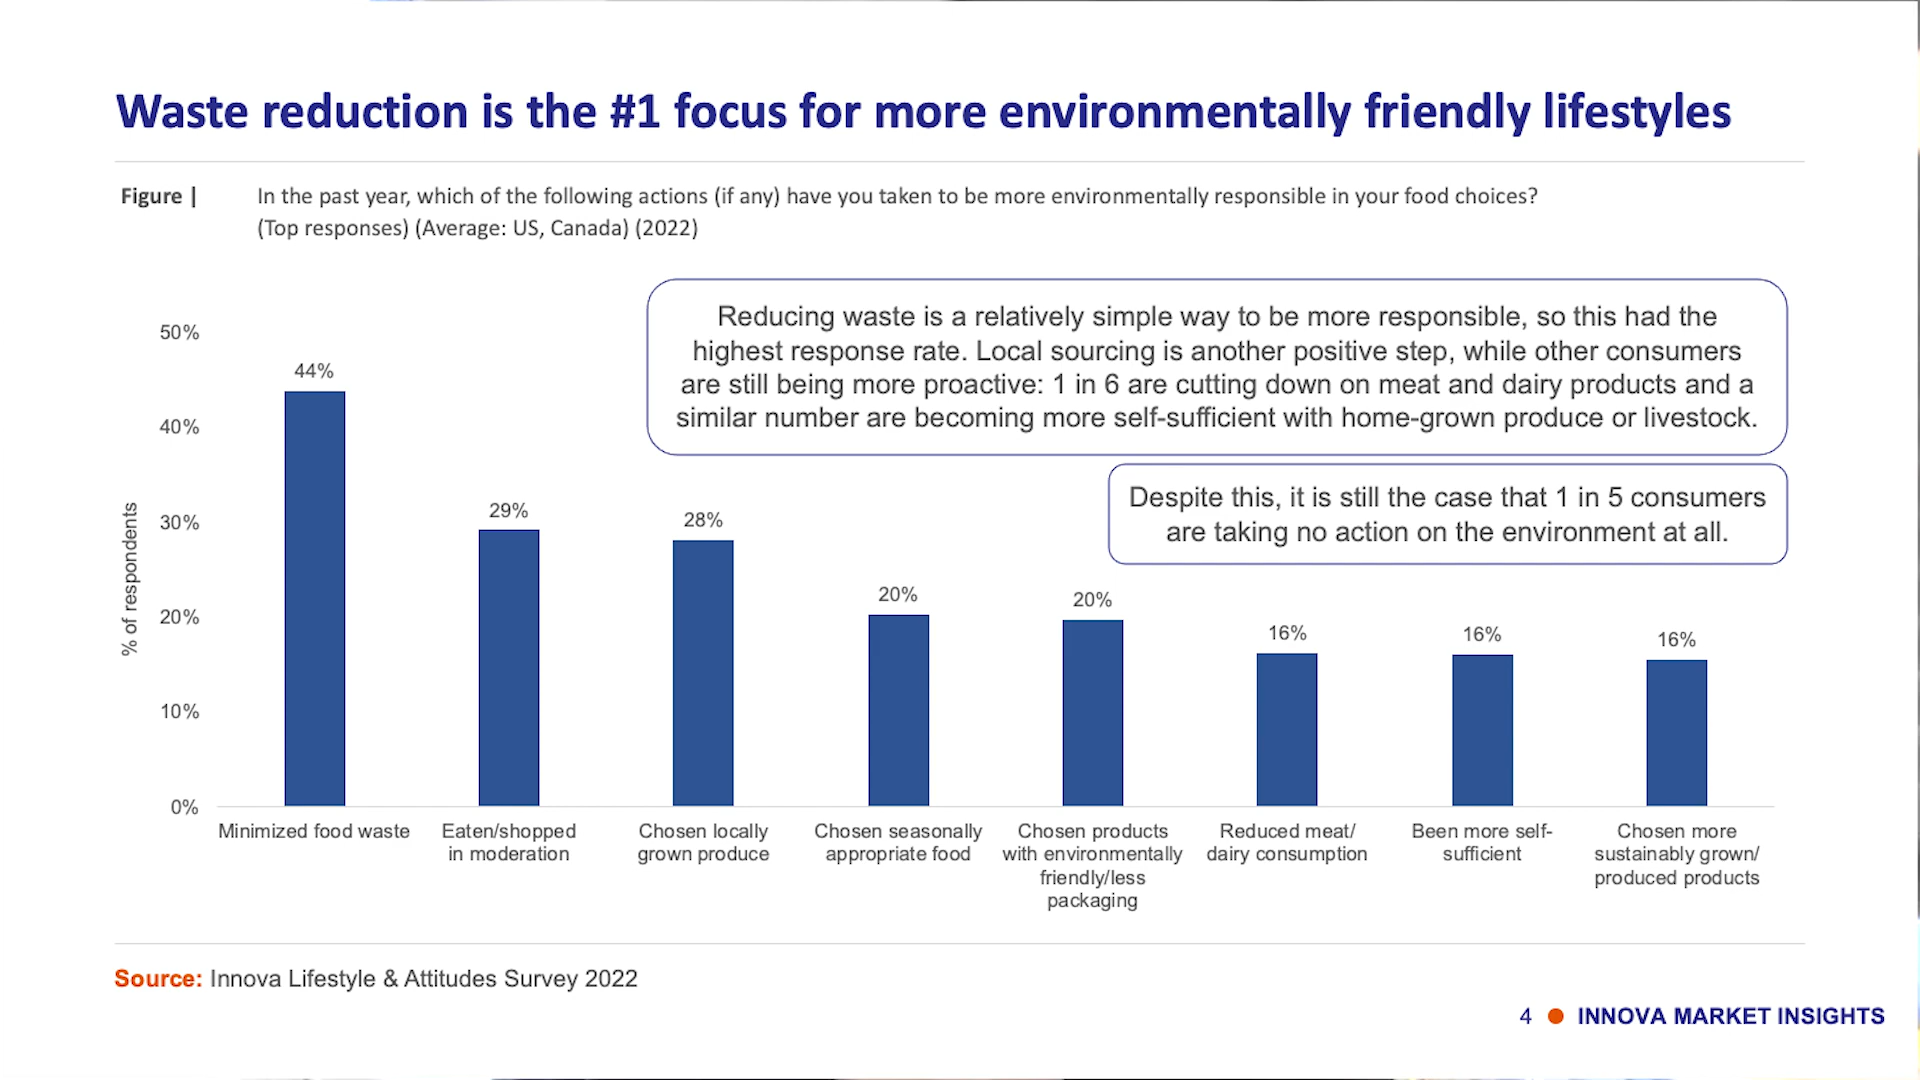 Waste reduction is the #1 focus for more environmentally friendly lifestyles
Figure | In the past year, which of the following actions (if any) have you taken to be more environmentally responsible in your food choices?
(Top responses) (Average: US, Canada) (2022)
Reducing waste is a relatively simple way to be more responsible, so this had the
highest response rate. Local sourcing is another positive step, while other consumers
are still being more proactive: 1 in 6 are cutting down on meat and dairy products and a
similar number are becoming more self-sufficient with home-grown produce or livestock.
Despite this, it is still the case that 1 in 5 consumers
are taking no action on the environment at all.
% of respondents
50%
40%
30%
20%
10%
0%
44%
29%
28%
20%
20%
16%
16%
16%
Minimized food waste
Eaten/shopped
in moderation
Chosen locally
grown produce
Chosen seasonally
appropriate food
Chosen products
with environmentally
friendly/less
packaging
Reduced meat/
dairy consumption
Been more self-
sufficient
Chosen more
sustainably grown/
produced products
Source: Innova Lifestyle & Attitudes Survey 2022
4 ● INNOVA MARKET INSIGHTS